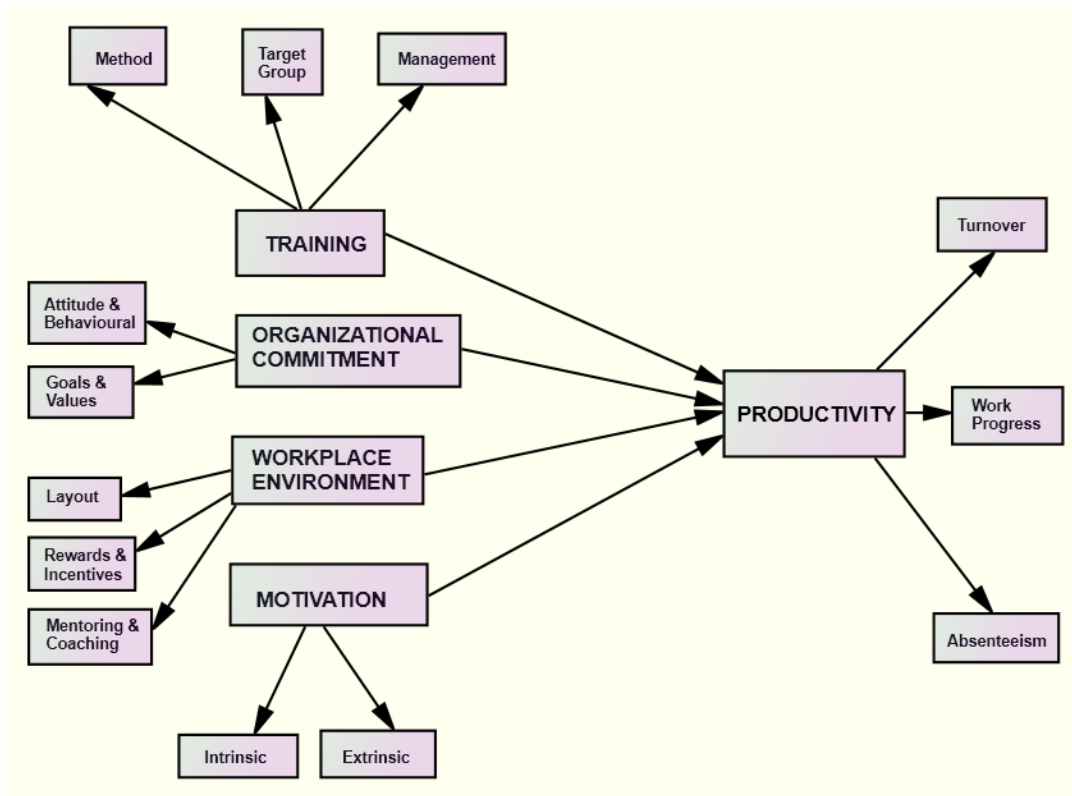 Method
Target
Group
Management
TRAINING
Turnover
Attitude &
Behavioural
ORGANIZATIONAL
COMMITMENT
Goals &
Values
PRODUCTIVITY
Work
Progress
WORKPLACE
ENVIRONMENT
Layout
Rewards &
Incentives
MOTIVATION
Mentoring &
Coaching
Absenteeism
Intrinsic
Extrinsic